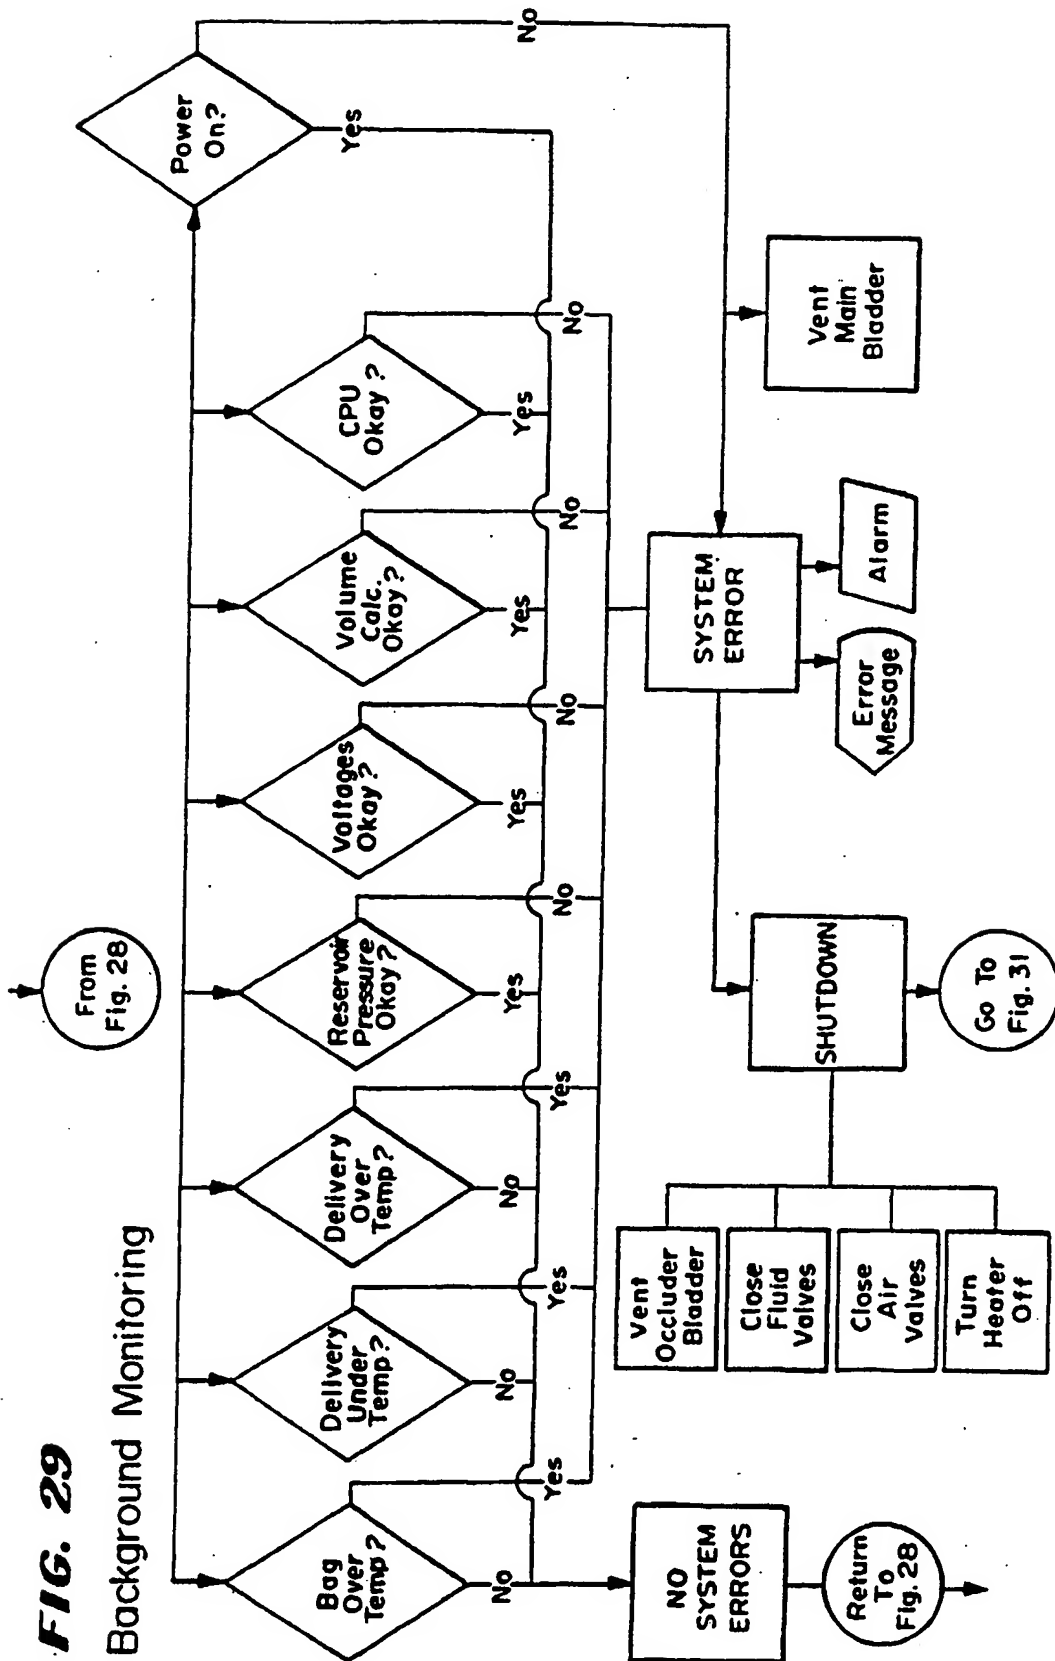 FIG. 29
Background Monitoring
From
Fig. 28
Bag
Over
Temp?
Delivery
Under
Temp?
Delivery
Over
Temp?
Reservoir
Pressure
Okay?
Voltages
Okay?
Volume
Calc.
Okay?
CPU
Okay?
Power
On?
No
Yes
No
Yes
No
Yes
Yes
No
Yes
No
Yes
No
Yes
No
Yes
No
NO
SYSTEM
ERRORS
Return
To
Fig. 28
Vent
Occluder
Bladder
Close
Fluid
Valves
Close
Air
Valves
Turn
Heater
Off
SHUTDOWN
Go To
Fig. 31
SYSTEM
ERROR
Error
Message
Alarm
Vent
Main
Bladder